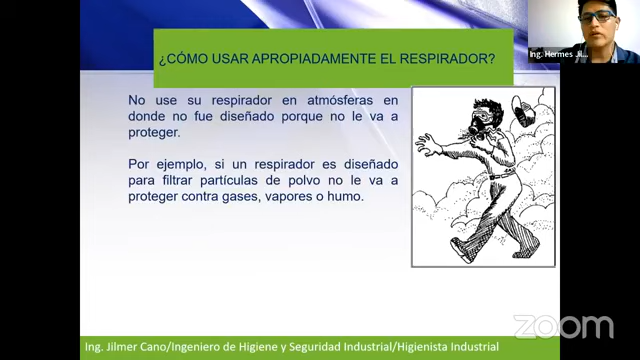 Ing. Hermes Jil...
¿CÓMO USAR APROPIADAMENTE EL RESPIRADOR?
No use su respirador en atmósferas en
donde no fue diseñado porque no le va a
proteger.
Por ejemplo, si un respirador es diseñado
para filtrar partículas de polvo no le va a
proteger contra gases, vapores o humo.
zoom
Ing. Jilmer Cano/Ingeniero de Higiene y Seguridad Industrial/Higienista Industrial